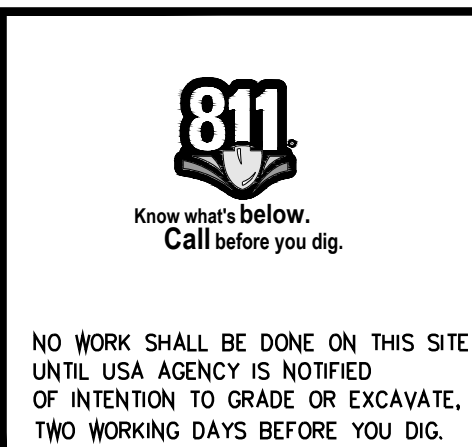 811
Know what's below.
Call before you dig.
NO WORK SHALL BE DONE ON THIS SITE
UNTIL USA AGENCY IS NOTIFIED
OF INTENTION TO GRADE OR EXCAVATE,
TWO WORKING DAYS BEFORE YOU DIG.